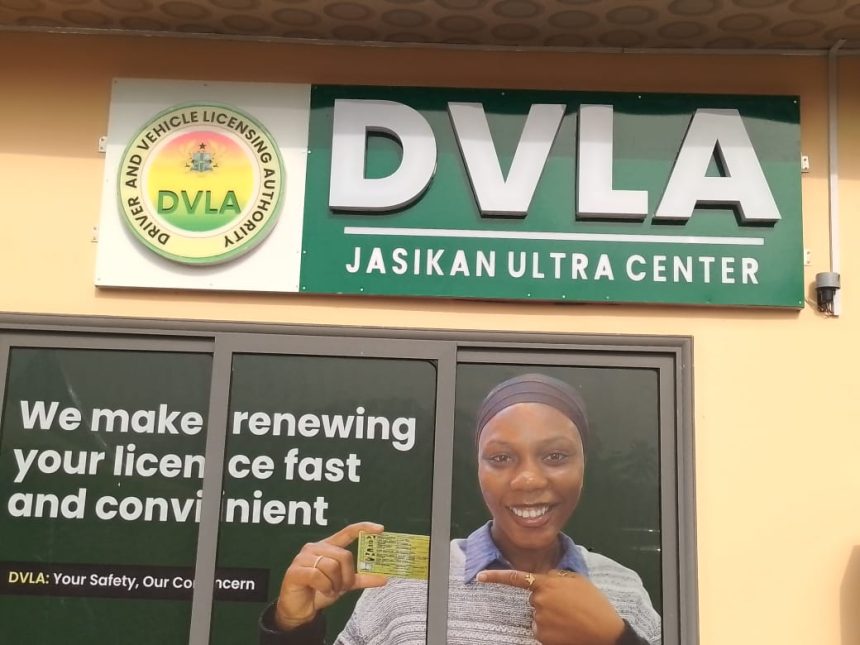 DRIVER AND VEHICLE LICENSING AUTHORITY
DVLA
DVLA
JASIKAN ULTRA CENTER
We make renewing
your licence fast
and convinient
DVLA: Your Safety, Our Concern